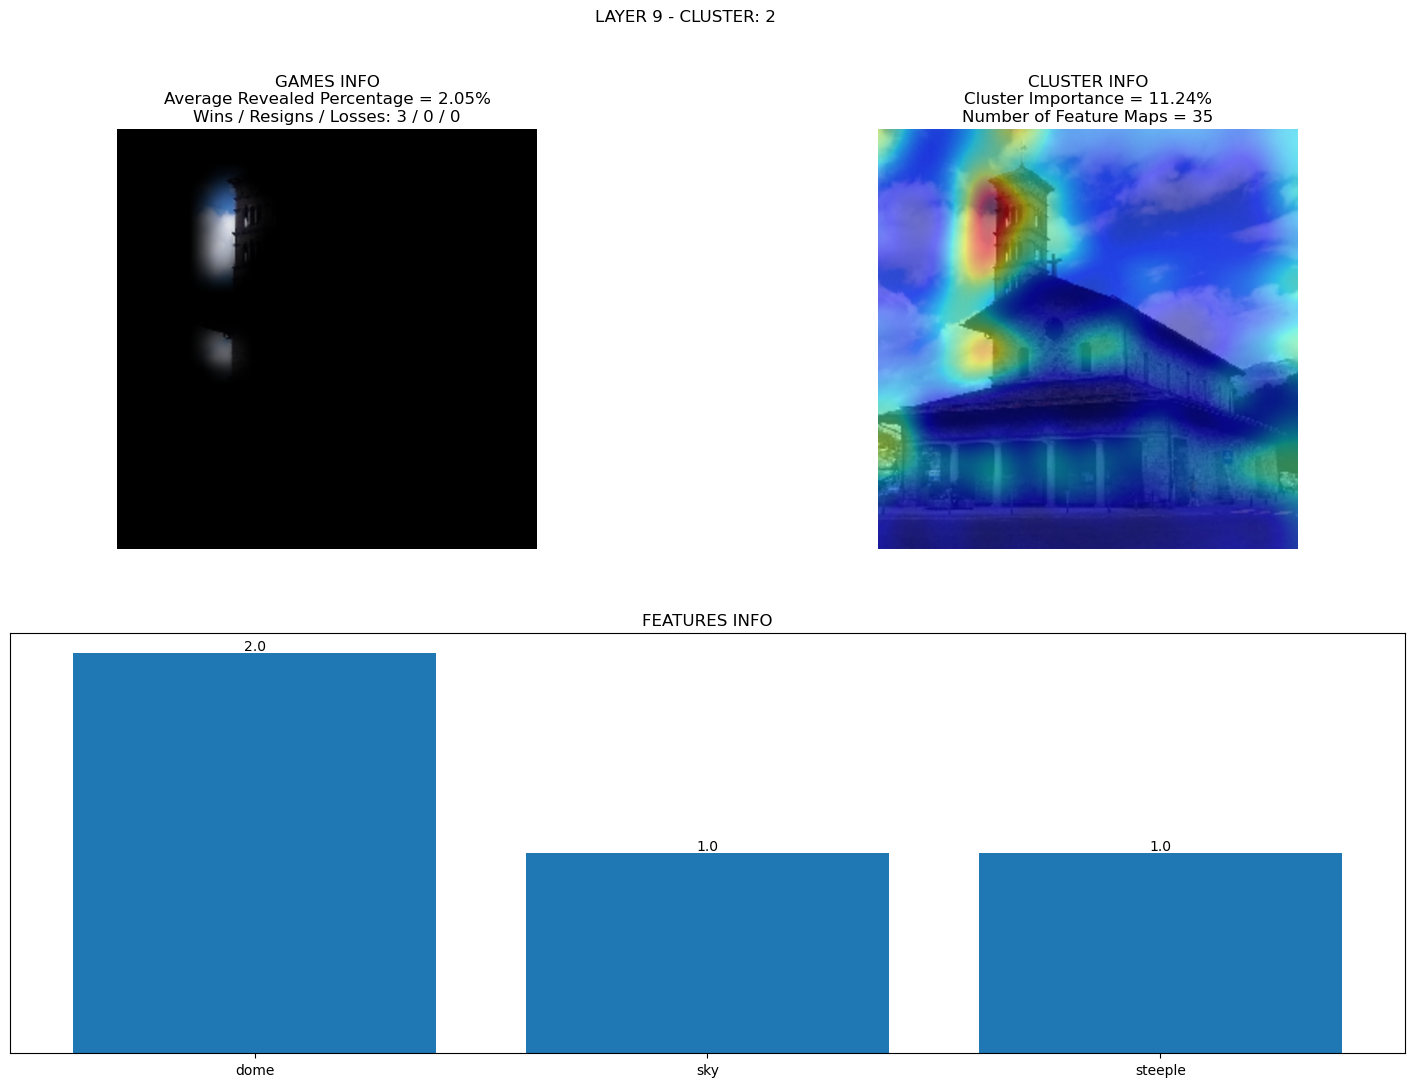 LAYER 9 - CLUSTER: 2
GAMES INFO
Average Revealed Percentage = 2.05%
Wins / Resigns / Losses: 3 / 0 / 0
CLUSTER INFO
Cluster Importance = 11.24%
Number of Feature Maps = 35
FEATURES INFO
2.0
1.0
1.0
dome
sky
steeple